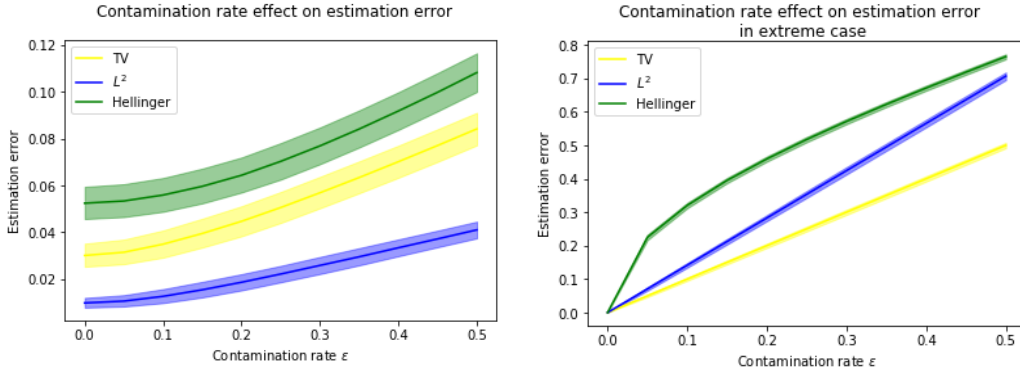 Contamination rate effect on estimation error
TV
L²
Hellinger
0.12
0.10
0.08
0.06
0.04
0.02
Estimation error
0.0 0.1 0.2 0.3 0.4 0.5
Contamination rate ε
Contamination rate effect on estimation error
in extreme case
TV
L²
Hellinger
0.8
0.7
0.6
0.5
0.4
0.3
0.2
0.1
0.0
Estimation error
0.0 0.1 0.2 0.3 0.4 0.5
Contamination rate ε